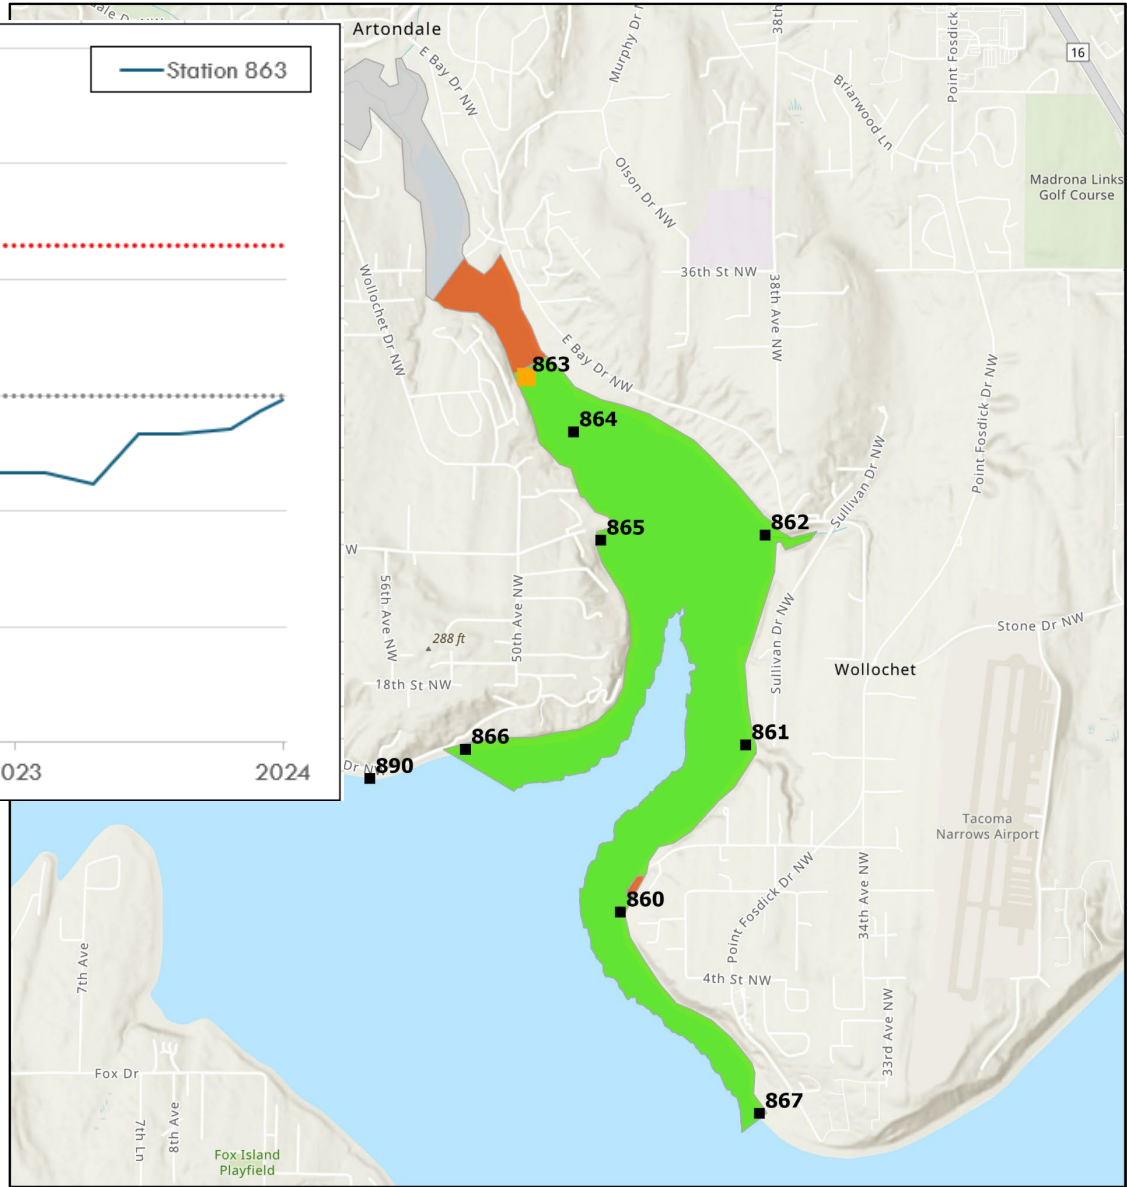 Station 863
023
2024
Artondale
E Bay Dr NW
Murphy Dr
38th
Point Fosdick
16
Briarwood Ln
Madrona Links
Golf Course
Olson Dr NW
36th St NW
38th Ave NW
Wollochet Dr NW
E Bay Dr NW
863
864
865
862
Sullivan Dr NW
Point Fosdick Dr NW
W
56th Ave NW
50th Ave NW
288 ft
18th St NW
Sullivan Dr NW
Stone Dr NW
Wollochet
866
861
Dr NW
890
Tacoma
Narrows Airport
860
Point Fosdick Dr NW
34th Ave NW
4th St NW
33rd Ave NW
7th Ave
Fox Dr
7th Ln
8th Ave
867
Fox Island
Playfield